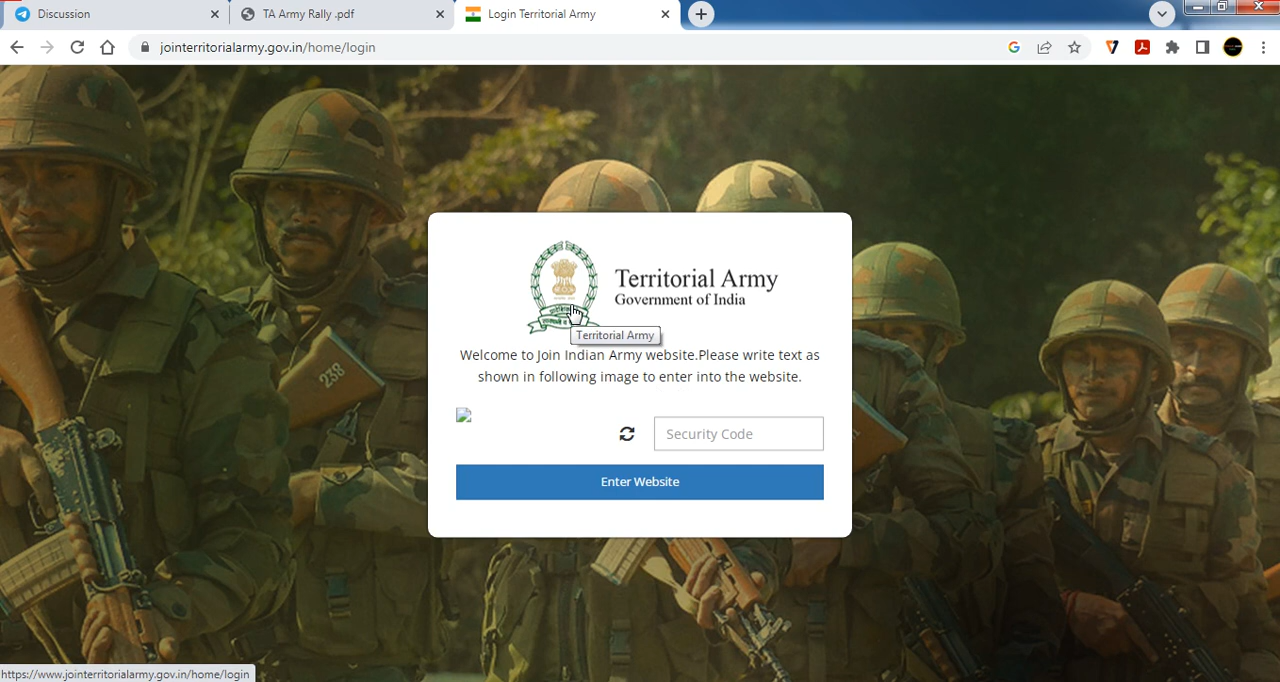 Discussion
TA Army Rally .pdf
Login Territorial Army
jointerritorialarmy.gov.in/home/login
238
Territorial Army
Government of India
Territorial Army
Welcome to Join Indian Army website.Please write text as
shown in following image to enter into the website.
Security Code
Enter Website
https://www.jointerritorialarmy.gov.in/home/login